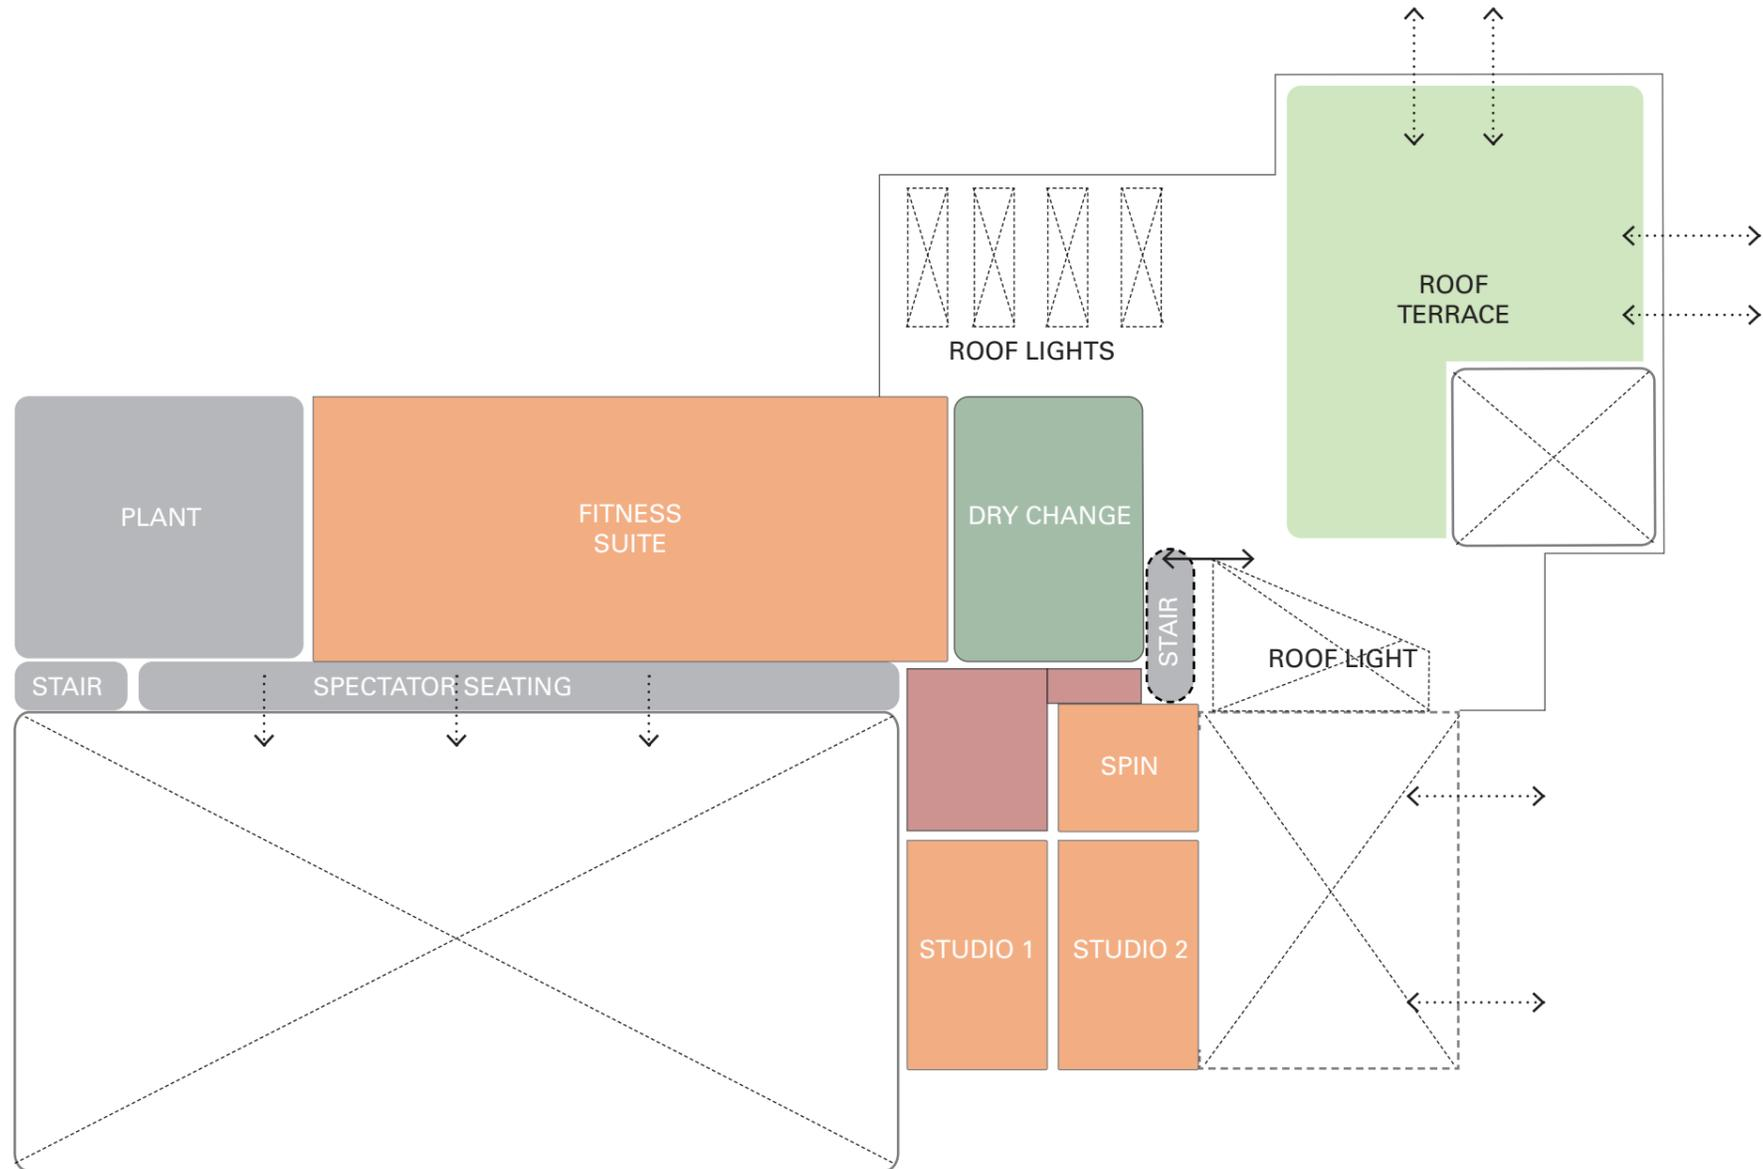 ROOF
TERRACE
ROOF LIGHTS
PLANT
FITNESS
SUITE
DRY CHANGE
STAIR
ROOF LIGHT
STAIR
SPECTATOR SEATING
SPIN
STUDIO 1
STUDIO 2